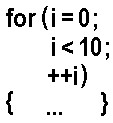 for (i=0;
i<10;
++i)
{ ... }